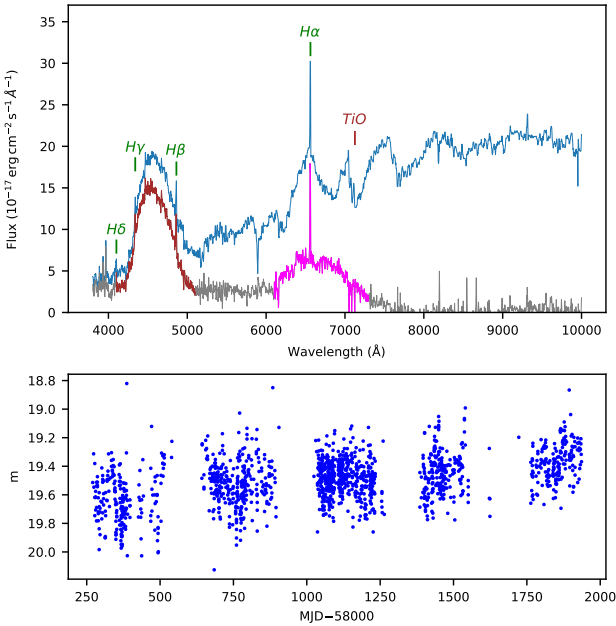 35
30
25
20
15
10
5
0
Flux (10⁻¹⁷ erg cm⁻² s⁻¹ Å⁻¹)
Hα
TiO
Hγ
Hβ
Hδ
4000 5000 6000 7000 8000 9000 10000
Wavelength (Å)
18.8
19.0
19.2
19.4
19.6
19.8
20.0
m
250 500 750 1000 1250 1500 1750 2000
MJD−58000